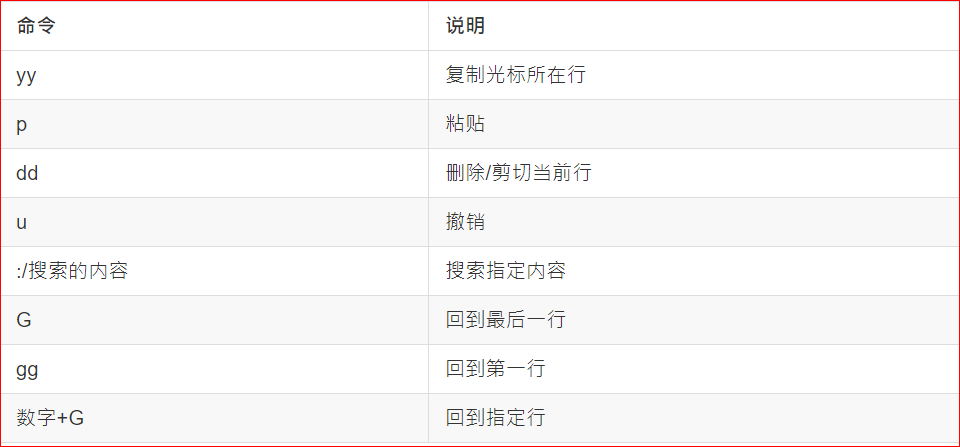 命令 说明
yy 复制光标所在行
p 粘贴
dd 删除/剪切当前行
u 撤销
:/搜索的内容 搜索指定内容
G 回到最后一行
gg 回到第一行
数字+G 回到指定行